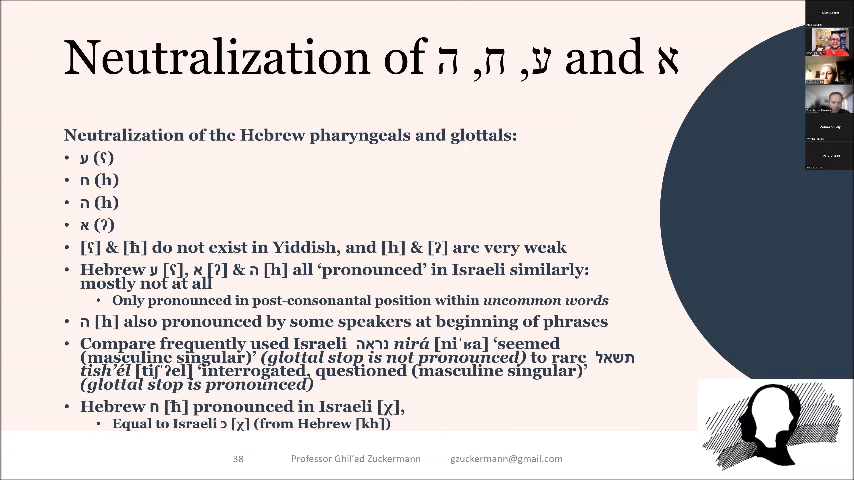 Neutralization of ה ,ח ,ע and א
Neutralization of the Hebrew pharyngeals and glottals:
• ע (ʕ)
• ח (ħ)
• ה (h)
• א (ʔ)
• [ʕ] & [ħ] do not exist in Yiddish, and [h] & [ʔ] are very weak
• Hebrew ע [ʕ], א [ʔ] & ה [h] all ‘pronounced’ in Israeli similarly:
mostly not at all
• Only pronounced in post-consonantal position within uncommon words
• ה [h] also pronounced by some speakers at beginning of phrases
• Compare frequently used Israeli נראה nirá [niˈʁa] ‘seemed
(masculine singular)’ (glottal stop is not pronounced) to rare תשאל
tish’él [tiʃˈʔel] ‘interrogated, questioned (masculine singular)’
(glottal stop is pronounced)
• Hebrew ח [ħ] pronounced in Israeli [χ],
• Equal to Israeli כ [χ] (from Hebrew [kh])
38 Professor Ghil‘ad Zuckermann gzuckermann@gmail.com